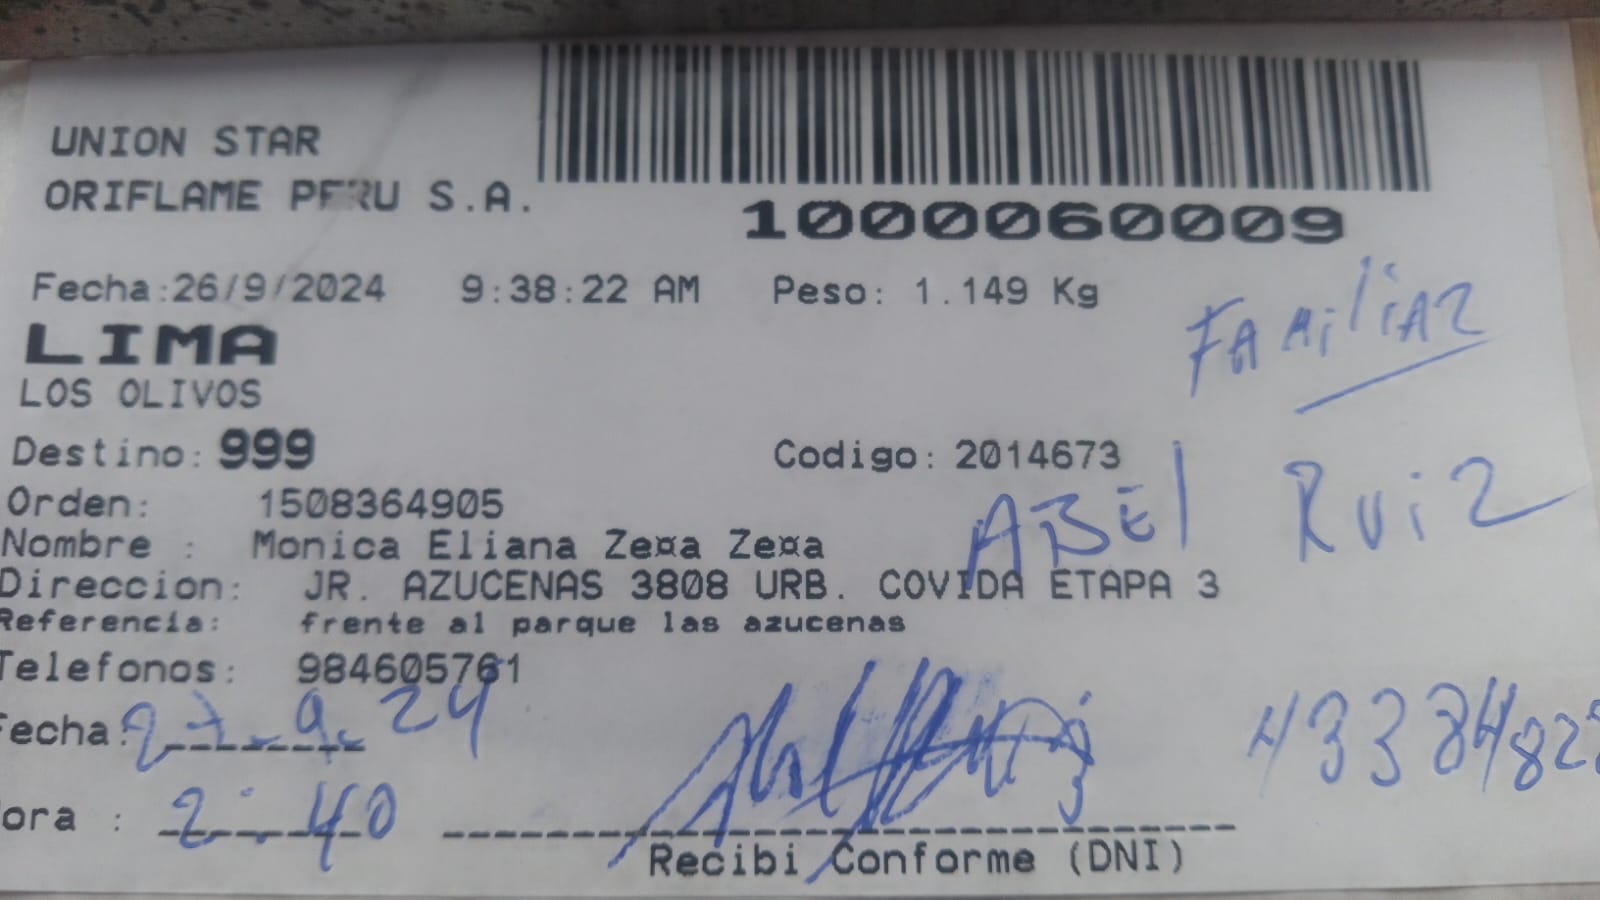 UNION STAR
ORIFLAME PERU S.A.
1000060009
Fecha:26/9/2024 9:38:22 AM Peso: 1.149 Kg
LIMA
FAMiliAR
LOS OLIVOS
Destino: 999 Codigo: 2014673
ABEl RuiZ
Orden: 1508364905
Nombre : Monica Eliana Ze¤a Ze¤a
Direccion: JR. AZUCENAS 3808 URB. COVIDA ETAPA 3
Referencia: frente al parque las azucenas
Telefonos: 984605761
Fecha: 27.9.24
ora : 2:40
Recibi Conforme (DNI)